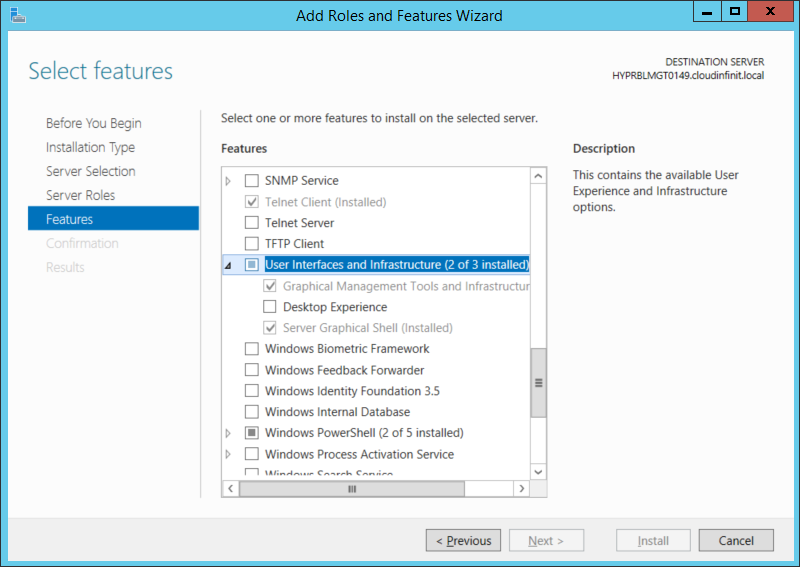 Add Roles and Features Wizard
Select features
DESTINATION SERVER
HYPRBLMGT0149.cloudinfinit.local
Before You Begin
Installation Type
Server Selection
Server Roles
Features
Confirmation
Results
Select one or more features to install on the selected server.
Features
SNMP Service
Telnet Client (Installed)
Telnet Server
TFTP Client
User Interfaces and Infrastructure (2 of 3 installed)
Graphical Management Tools and Infrastructur
Desktop Experience
Server Graphical Shell (Installed)
Windows Biometric Framework
Windows Feedback Forwarder
Windows Identity Foundation 3.5
Windows Internal Database
Windows PowerShell (2 of 5 installed)
Windows Process Activation Service
Windows Search Service
Description
This contains the available User
Experience and Infrastructure
options.
< Previous
Next >
Install
Cancel